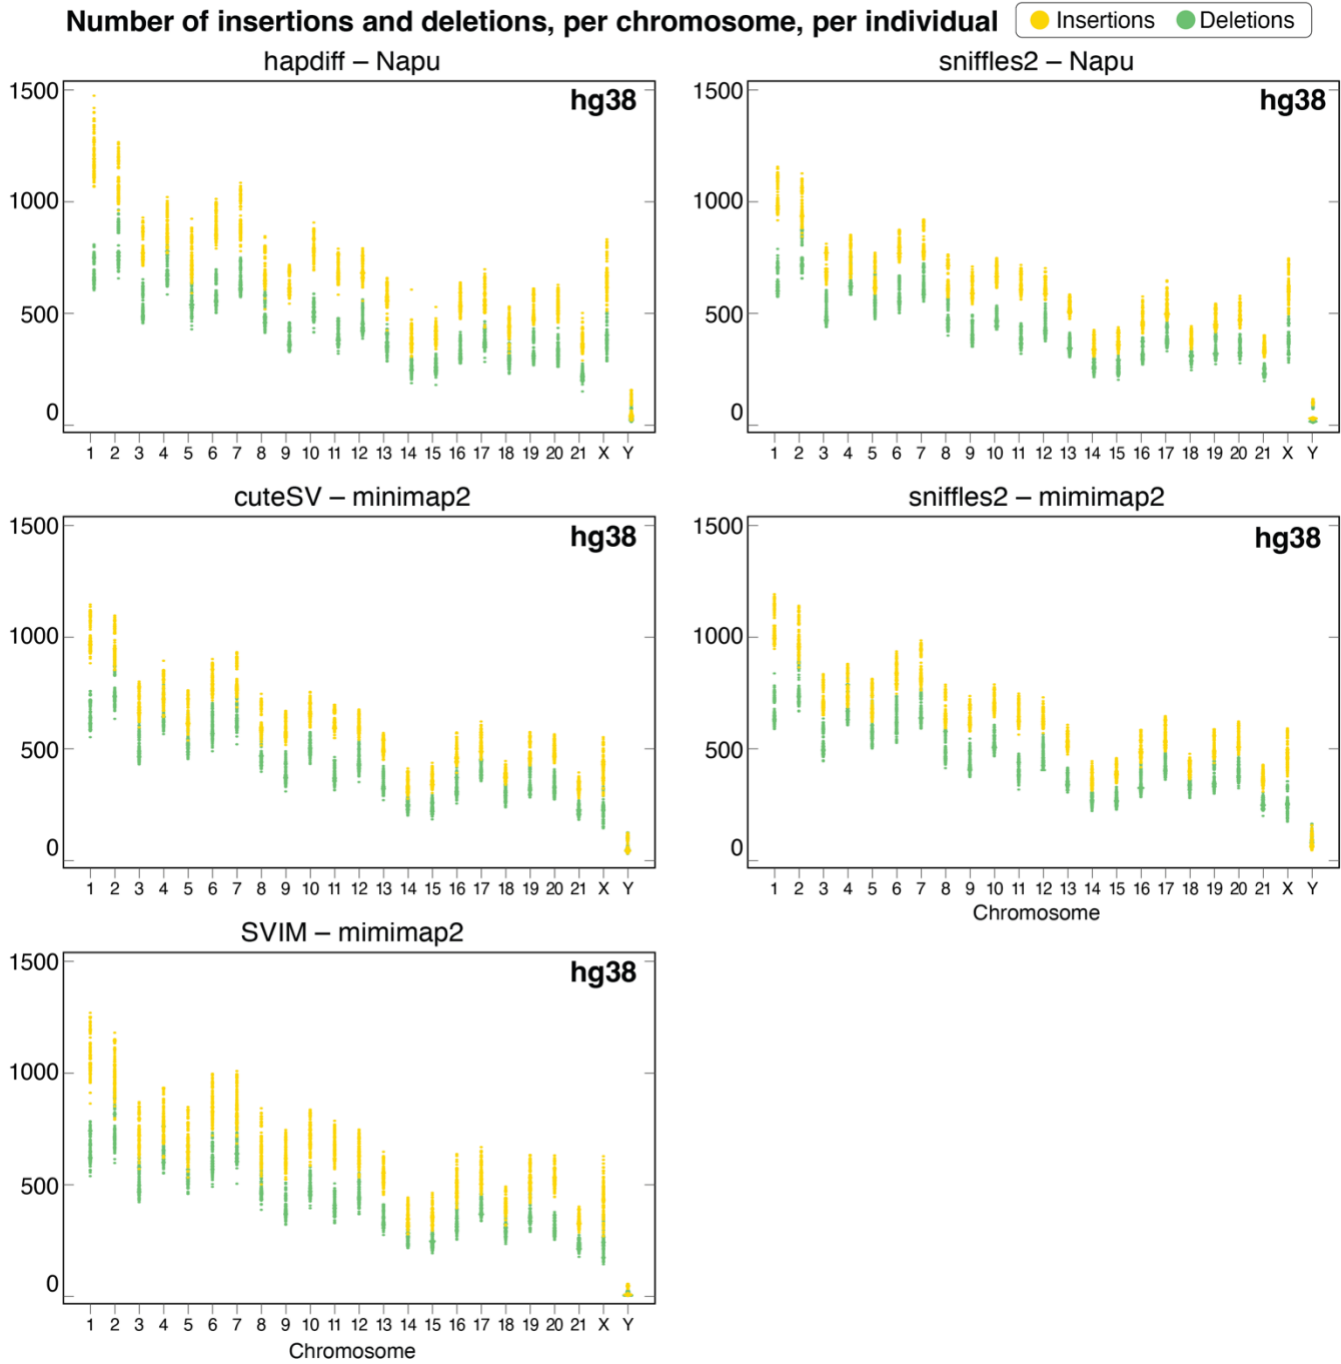 Number of insertions and deletions, per chromosome, per individual
Insertions Deletions
hapdiff – Napu
hg38
1500
1000
500
0
1 2 3 4 5 6 7 8 9 10 11 12 13 14 15 16 17 18 19 20 21 X Y
sniffles2 – Napu
hg38
1500
1000
500
0
1 2 3 4 5 6 7 8 9 10 11 12 13 14 15 16 17 18 19 20 21 X Y
cuteSV – minimap2
hg38
1500
1000
500
0
1 2 3 4 5 6 7 8 9 10 11 12 13 14 15 16 17 18 19 20 21 X Y
sniffles2 – mimimap2
hg38
1500
1000
500
0
1 2 3 4 5 6 7 8 9 10 11 12 13 14 15 16 17 18 19 20 21 X Y
Chromosome
SVIM – mimimap2
hg38
1500
1000
500
0
1 2 3 4 5 6 7 8 9 10 11 12 13 14 15 16 17 18 19 20 21 X Y
Chromosome